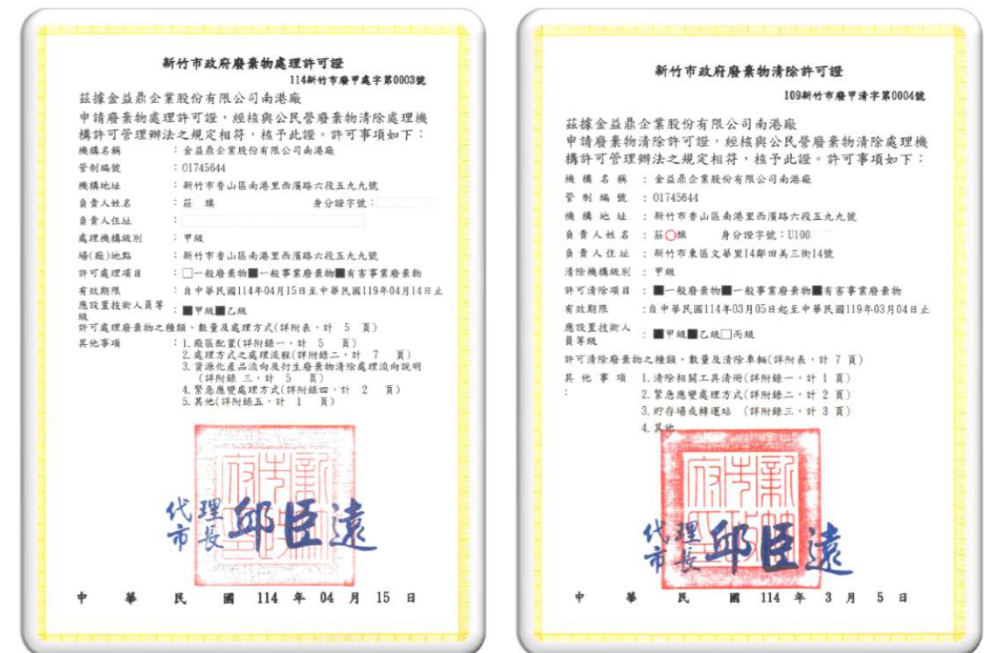 新竹市政府廢棄物處理許可證
114新竹市廢甲處字第0003號
茲據金益鼎企業股份有限公司南港廠
申請廢棄物處理許可證，經核與公民營廢棄物清除處理機
構許可管理辦法之規定相符，核予此證。許可事項如下：
機構名稱 ：金益鼎企業股份有限公司南港廠
管制編號 ：01745644
機構地址 ：新竹市香山區南港里西濱路六段五九九號
負責人姓名 ：莊 身分證字號：
負責人住址 ：
處理機構級別 ：甲級
場(廠)地點 ：新竹市香山區南港里西濱路六段五九九號
許可處理項目 ：□一般廢棄物■一般事業廢棄物■有害事業廢棄物
有效期限 ：自中華民國114年04月15日至中華民國119年04月14日止
應設置技術人員等級 ：■甲級■乙級
許可處理廢棄物之種類、數量及處理方式(詳附表，計 5 頁)
其他事項 ：1.廠區配置(詳附錄一，計 5 頁)
2.處理方式之處理流程(詳附錄二，計 7 頁)
3.資源化產品流向及衍生廢棄物清除處理流向說明
(詳附錄 三，計 5 頁)
4.緊急應變處理方式(詳附錄四，計 2 頁)
5.其他(詳附錄五，計 1 頁)
代理市長 邱臣遠
中華民國 114 年 04 月 15 日
新竹市政府廢棄物清除許可證
109新竹市廢甲清字第0004號
茲據金益鼎企業股份有限公司南港廠
申請廢棄物清除許可證，經核與公民營廢棄物清除處理機
構許可管理辦法之規定相符，核予此證。許可事項如下：
機構名稱 ：金益鼎企業股份有限公司南港廠
管制編號 ：01745644
機構地址 ：新竹市香山區南港里西濱路六段五九九號
負責人姓名 ：莊○ 身分證字號：U100
負責人住址 ：新竹市東區文華里14鄰田美三街14號
清除機構級別 ：甲級
許可清除項目 ：■一般廢棄物■一般事業廢棄物■有害事業廢棄物
有效期限 ：自中華民國114年03月05日起至中華民國119年03月04日止
應設置技術人員等級 ：■甲級■乙級□丙級
許可清除廢棄物之種類、數量及清除車輛(詳附表，計 7 頁)
其他事項 ：1.清除相關工具清冊(詳附錄一，計 1 頁)
2.緊急應變處理方式(詳附錄二，計 2 頁)
3.貯存場或轉運站 (詳附錄三，計 3 頁)
4.其他
代理市長 邱臣遠
中華民國 114 年 3 月 5 日